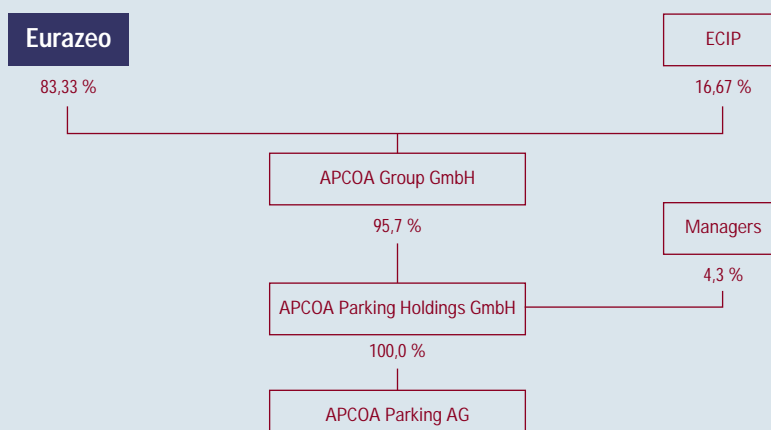 Eurazeo
ECIP
83,33 %
16,67 %
APCOA Group GmbH
95,7 %
Managers
4,3 %
APCOA Parking Holdings GmbH
100,0 %
APCOA Parking AG